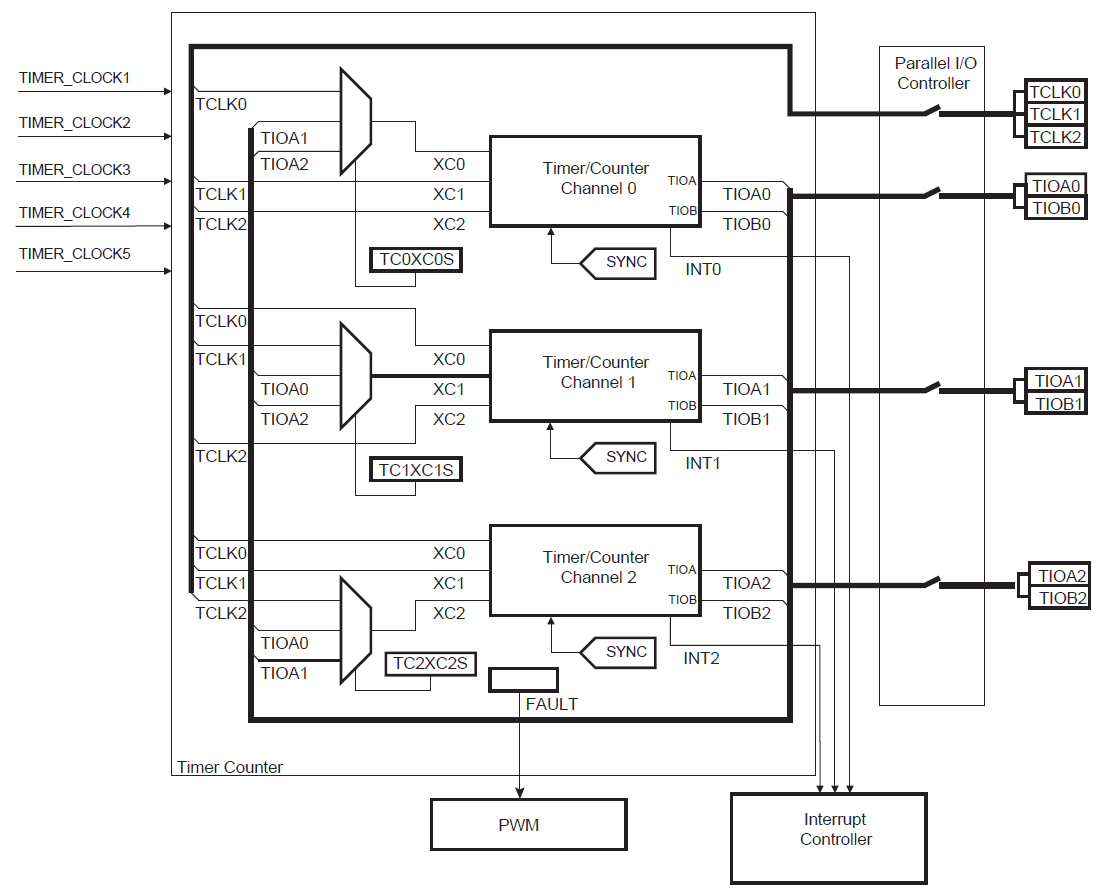 TIMER_CLOCK1
TIMER_CLOCK2
TIMER_CLOCK3
TIMER_CLOCK4
TIMER_CLOCK5
TCLK0
TIOA1
TIOA2
TCLK1
TCLK2
XC0
XC1
XC2
Timer/Counter
Channel 0
TIOA
TIOB
TIOA0
TIOB0
TC0XC0S
SYNC
INT0
TCLK0
TCLK1
TIOA0
TIOA2
TCLK2
XC0
XC1
XC2
Timer/Counter
Channel 1
TIOA
TIOB
TIOA1
TIOB1
TC1XC1S
SYNC
INT1
TCLK0
TCLK1
TCLK2
TIOA0
TIOA1
XC0
XC1
XC2
Timer/Counter
Channel 2
TIOA
TIOB
TIOA2
TIOB2
TC2XC2S
SYNC
INT2
FAULT
Timer Counter
PWM
Interrupt
Controller
Parallel I/O
Controller
TCLK0
TCLK1
TCLK2
TIOA0
TIOB0
TIOA1
TIOB1
TIOA2
TIOB2